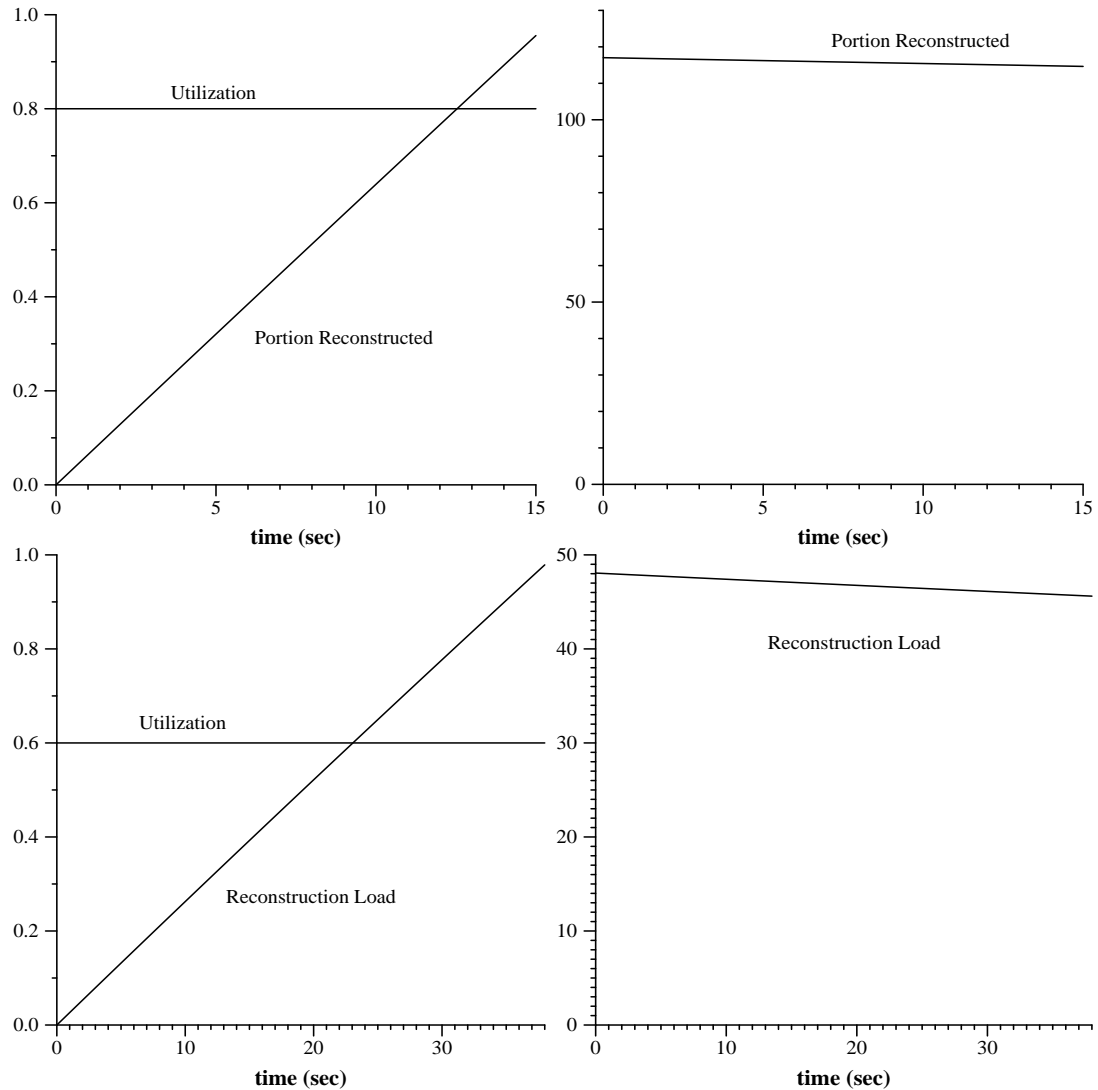 1.0
0.8
0.6
0.4
0.2
0.0
Utilization
Portion Reconstructed
0 5 10 15
time (sec)
100
50
0
Portion Reconstructed
0 5 10 15
time (sec)
1.0
0.8
0.6
0.4
0.2
0.0
Utilization
Reconstruction Load
0 10 20 30
time (sec)
50
40
30
20
10
0
Reconstruction Load
0 10 20 30
time (sec)